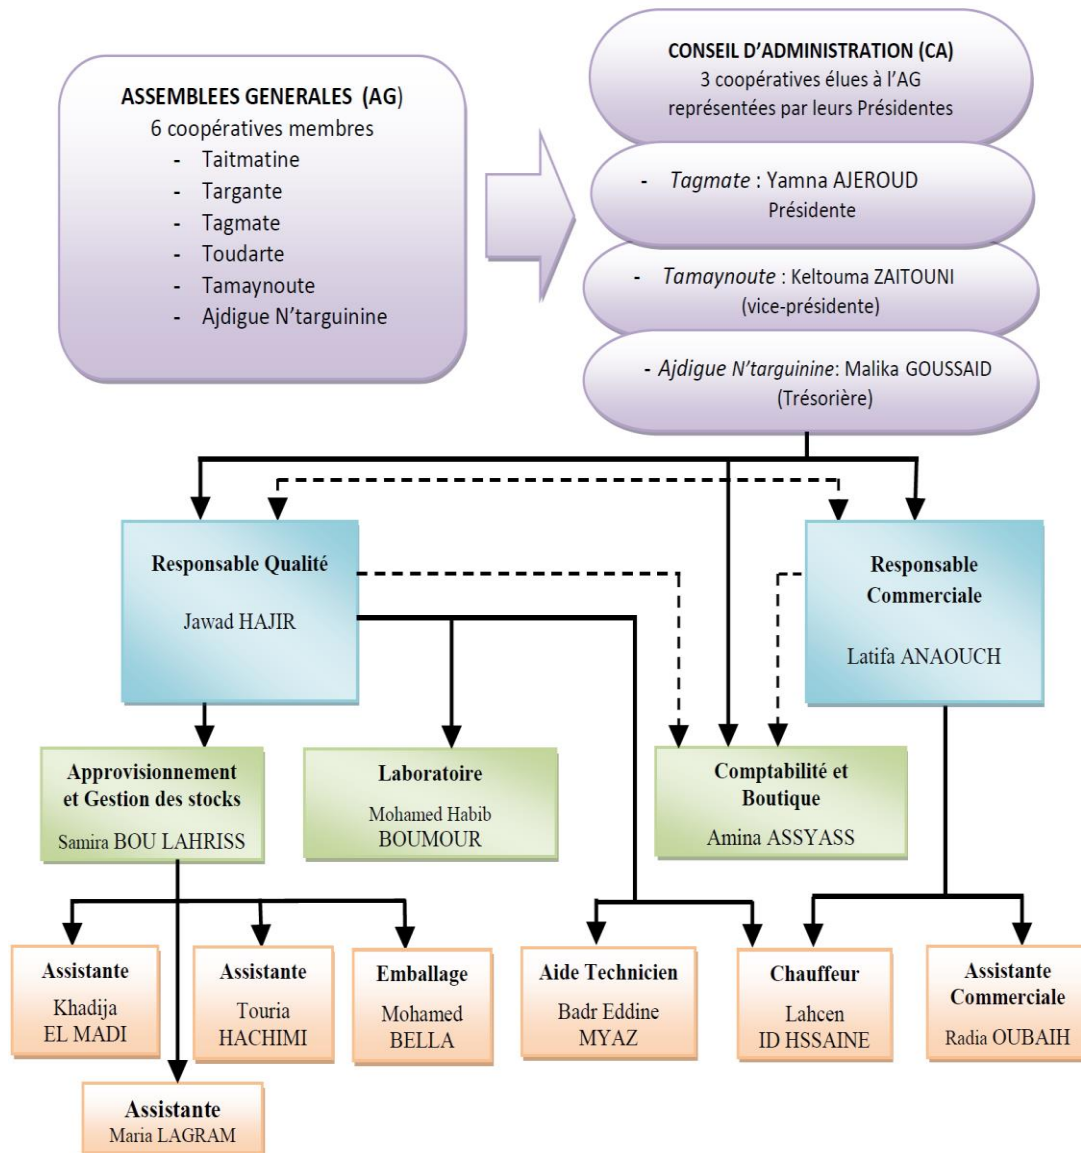 ASSEMBLEES GENERALES (AG)
6 coopératives membres
- Taitmatine
- Targante
- Tagmate
- Toudarte
- Tamaynoute
- Ajdigue N’targuinine
CONSEIL D’ADMINISTRATION (CA)
3 coopératives élues à l’AG
représentées par leurs Présidentes
- Tagmate : Yamna AJEROUD
Présidente
- Tamaynoute : Keltouma ZAITOUNI
(vice-présidente)
- Ajdigue N’targuinine: Malika GOUSSAID
(Trésorière)
Responsable Qualité
Jawad HAJIR
Responsable
Commerciale
Latifa ANAOUCH
Approvisionnement
et Gestion des stocks
Samira BOU LAHRISS
Laboratoire
Mohamed Habib
BOUMOUR
Comptabilité et
Boutique
Amina ASSYASS
Assistante
Khadija
EL MADI
Assistante
Touria
HACHIMI
Emballage
Mohamed
BELLA
Aide Technicien
Badr Eddine
MYAZ
Chauffeur
Lahcen
ID HSSAINE
Assistante
Commerciale
Radia OUBAIH
Assistante
Maria LAGRAM